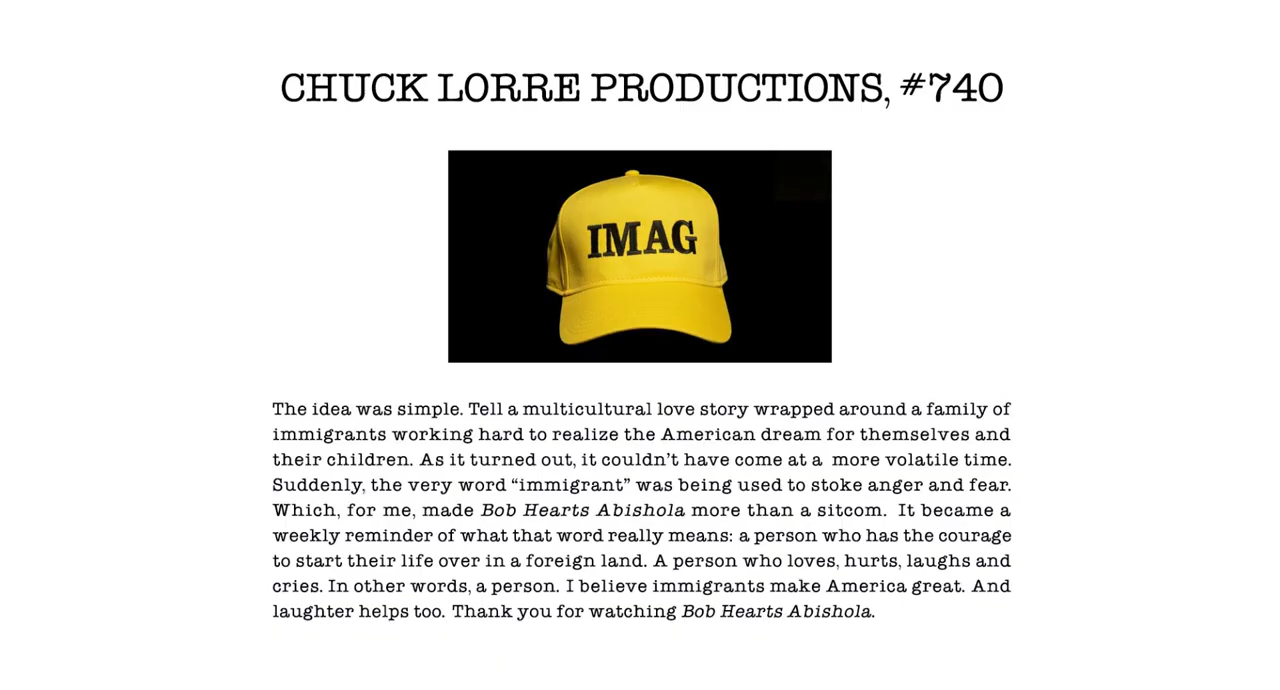 CHUCK LORRE PRODUCTIONS, #740
IMAG
The idea was simple. Tell a multicultural love story wrapped around a family of
immigrants working hard to realize the American dream for themselves and
their children. As it turned out, it couldn't have come at a  more volatile time.
Suddenly, the very word “immigrant” was being used to stoke anger and fear.
Which, for me, made Bob Hearts Abishola more than a sitcom.  It became a
weekly reminder of what that word really means: a person who has the courage
to start their life over in a foreign land. A person who loves, hurts, laughs and
cries. In other words, a person. I believe immigrants make America great. And
laughter helps too. Thank you for watching Bob Hearts Abishola.